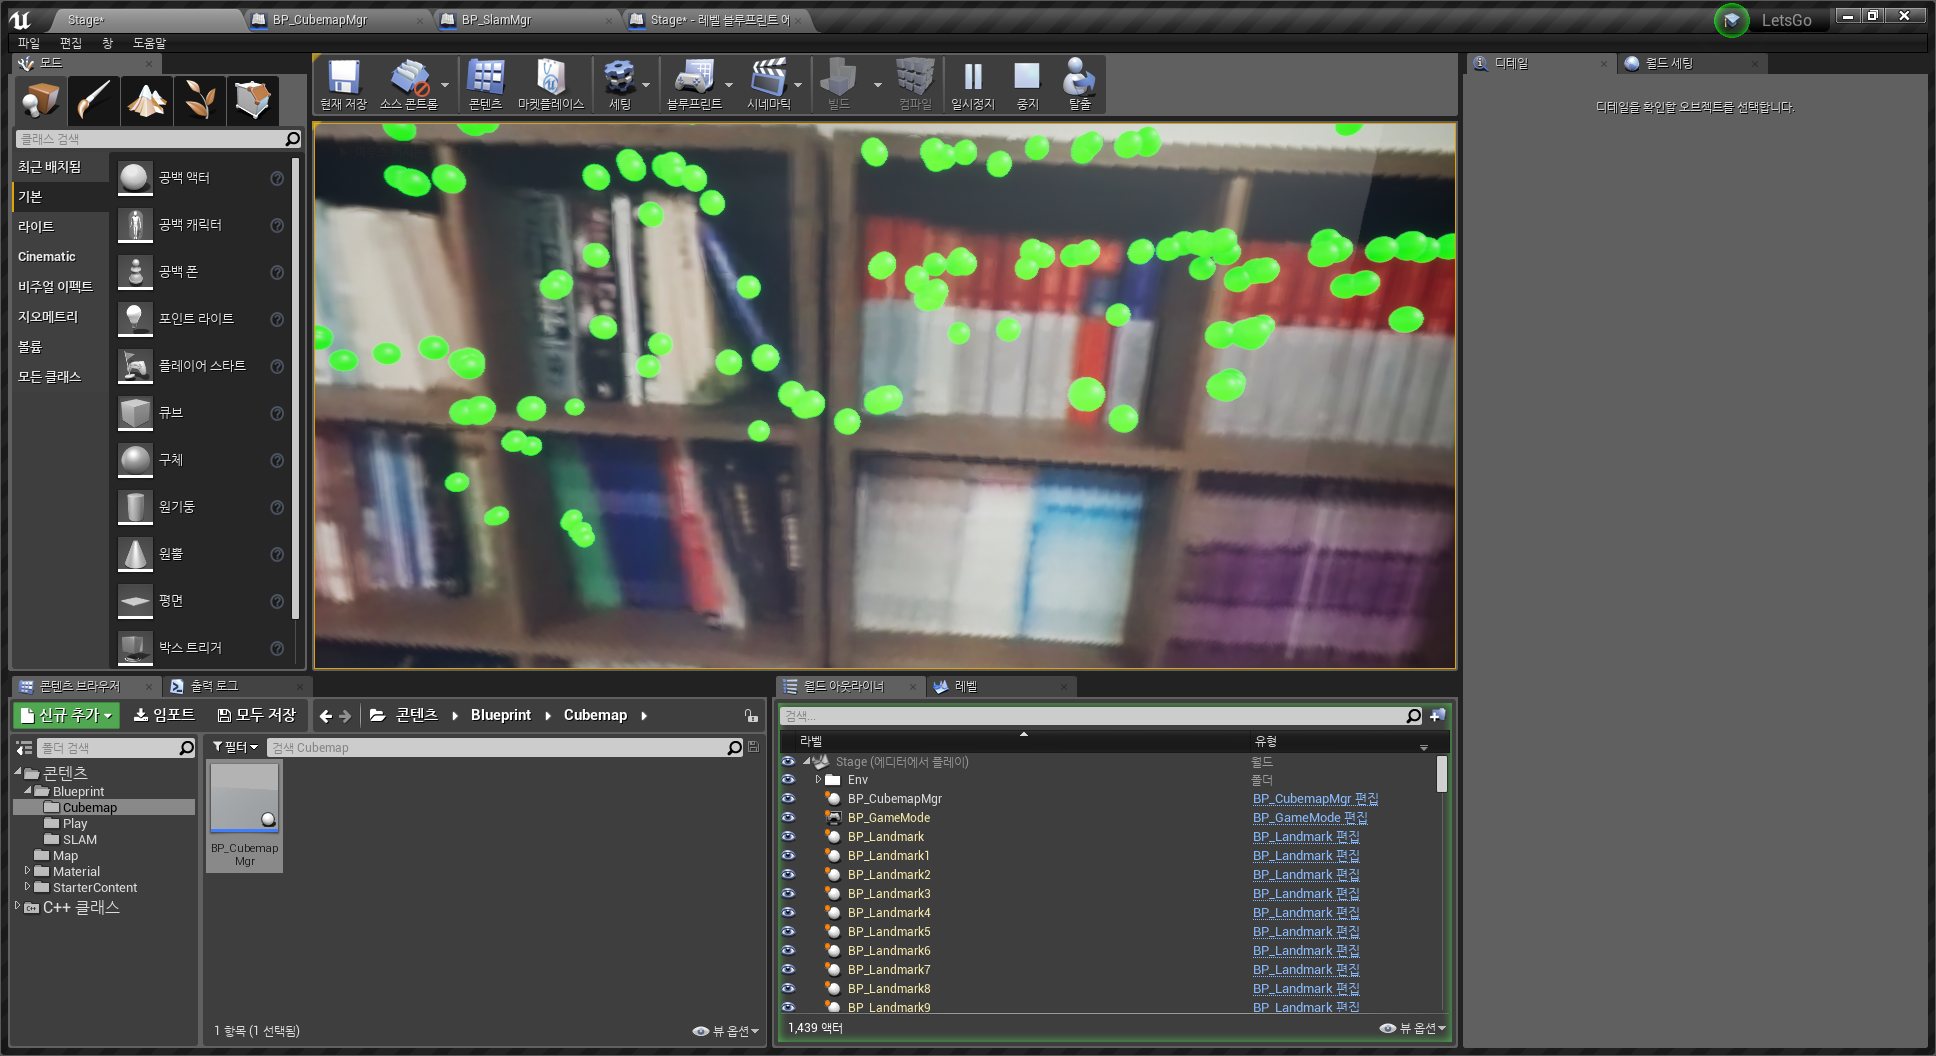 Stage*
BP_CubemapMgr
BP_SlamMgr
Stage* - 레벨 블루프린트 에
LetsGo
파일 편집 창 도움말
모드
현재 저장
소스 콘트롤
콘텐츠
마켓플레이스
세팅
블루프린트
시네마틱
빌드
컴파일
일시정지
중지
탈출
디테일
월드 세팅
디테일을 확인할 오브젝트를 선택합니다.
클래스 검색
최근 배치됨
기본
라이트
Cinematic
비주얼 이펙트
지오메트리
볼륨
모든 클래스
공백 액터
공백 캐릭터
공백 폰
포인트 라이트
플레이어 스타트
큐브
구체
원기둥
원뿔
평면
박스 트리거
콘텐츠 브라우저
출력 로그
신규 추가
임포트
모두 저장
콘텐츠
Blueprint
Cubemap
폴더 검색
필터
검색 Cubemap
콘텐츠
Blueprint
Cubemap
Play
SLAM
Map
Material
StarterContent
C++ 클래스
BP_Cubemap
Mgr
1 항목 (1 선택됨)
뷰 옵션
월드 아웃라이너
레벨
검색...
라벨 유형
Stage (에디터에서 플레이) 월드
Env 폴더
BP_CubemapMgr BP_CubemapMgr 편집
BP_GameMode BP_GameMode 편집
BP_Landmark BP_Landmark 편집
BP_Landmark1 BP_Landmark 편집
BP_Landmark2 BP_Landmark 편집
BP_Landmark3 BP_Landmark 편집
BP_Landmark4 BP_Landmark 편집
BP_Landmark5 BP_Landmark 편집
BP_Landmark6 BP_Landmark 편집
BP_Landmark7 BP_Landmark 편집
BP_Landmark8 BP_Landmark 편집
BP_Landmark9 BP_Landmark 편집
1,439 액터
뷰 옵션